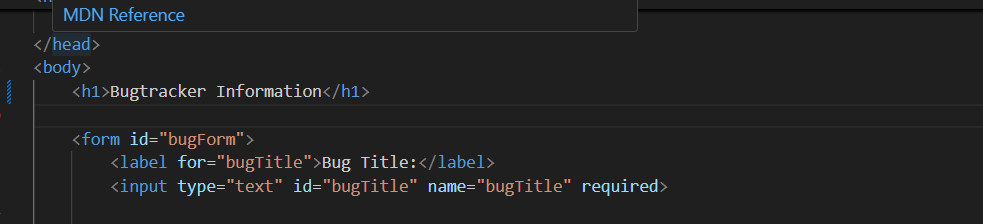 MDN Reference
</head>
<body>
<h1>Bugtracker Information</h1>
<form id="bugForm">
<label for="bugTitle">Bug Title:</label>
<input type="text" id="bugTitle" name="bugTitle" required>